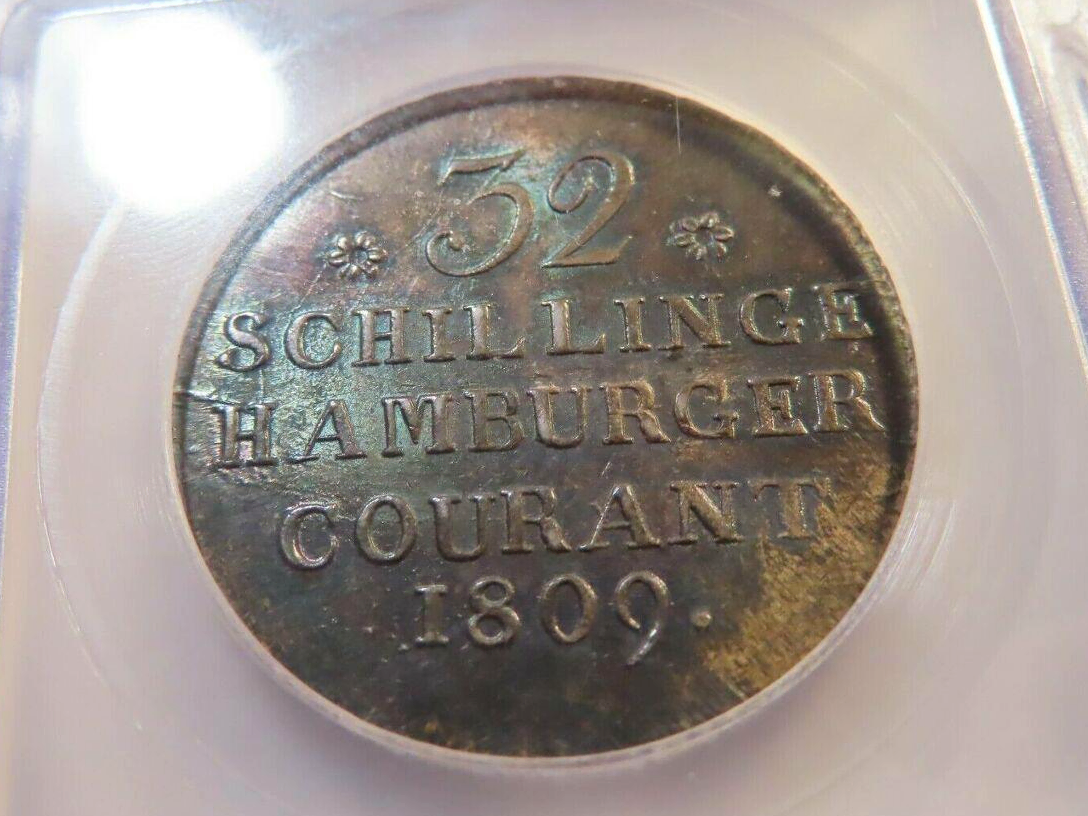 32
SCHILLINGE
HAMBURGER
COURANT
1809.